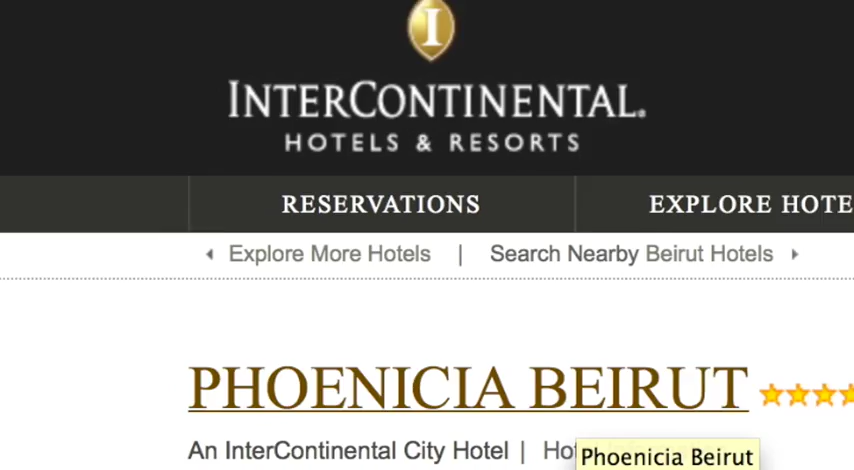 I
INTERCONTINENTAL®
HOTELS & RESORTS
RESERVATIONS EXPLORE HOTE
Explore More Hotels | Search Nearby Beirut Hotels
PHOENICIA BEIRUT
An InterContinental City Hotel | Hot
Phoenicia Beirut